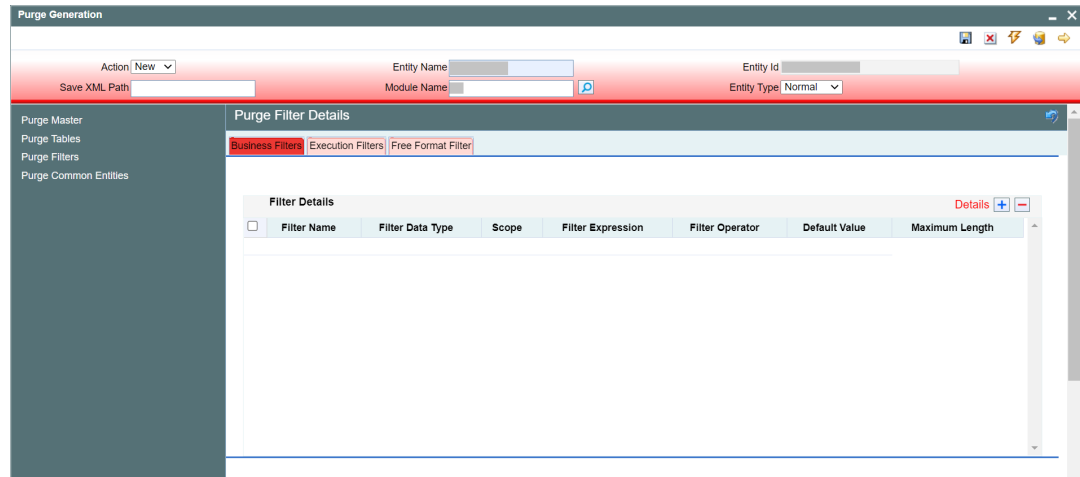 Purge Generation
Action New Entity Name Entity Id
Save XML Path Module Name Entity Type Normal
Purge Master
Purge Tables
Purge Filters
Purge Common Entities
Purge Filter Details
Business Filters Execution Filters Free Format Filter
Filter Details Details
Filter Name Filter Data Type Scope Filter Expression Filter Operator Default Value Maximum Length